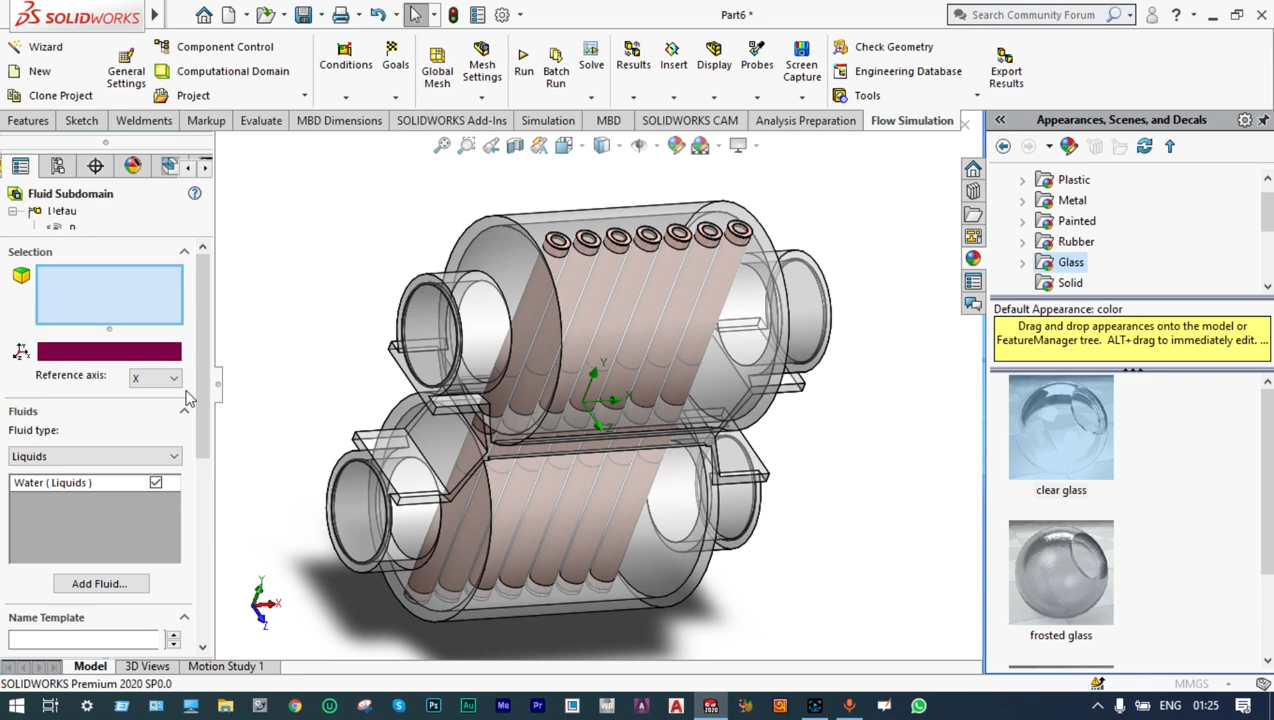 SOLIDWORKS
Part6 *
Search Community Forum
Wizard
New
Clone Project
General Settings
Component Control
Computational Domain
Project
Conditions
Goals
Global Mesh
Mesh Settings
Run
Batch Run
Solve
Results
Insert
Display
Probes
Screen Capture
Check Geometry
Engineering Database
Tools
Export Results
Features
Sketch
Weldments
Markup
Evaluate
MBD Dimensions
SOLIDWORKS Add-Ins
Simulation
MBD
SOLIDWORKS CAM
Analysis Preparation
Flow Simulation
Appearances, Scenes, and Decals
Fluid Subdomain
Selection
Reference axis:
X
Fluids
Fluid type:
Liquids
Water ( Liquids )
Add Fluid...
Name Template
Y
X
Z
Y
X
Z
Plastic
Metal
Painted
Rubber
Glass
Solid
Default Appearance: color
Drag and drop appearances onto the model or
FeatureManager tree. ALT+drag to immediately edit. ...
clear glass
frosted glass
Model
3D Views
Motion Study 1
SOLIDWORKS Premium 2020 SP0.0
MMGS
Ps
Au
Me
Pr
L
ENG
01:25